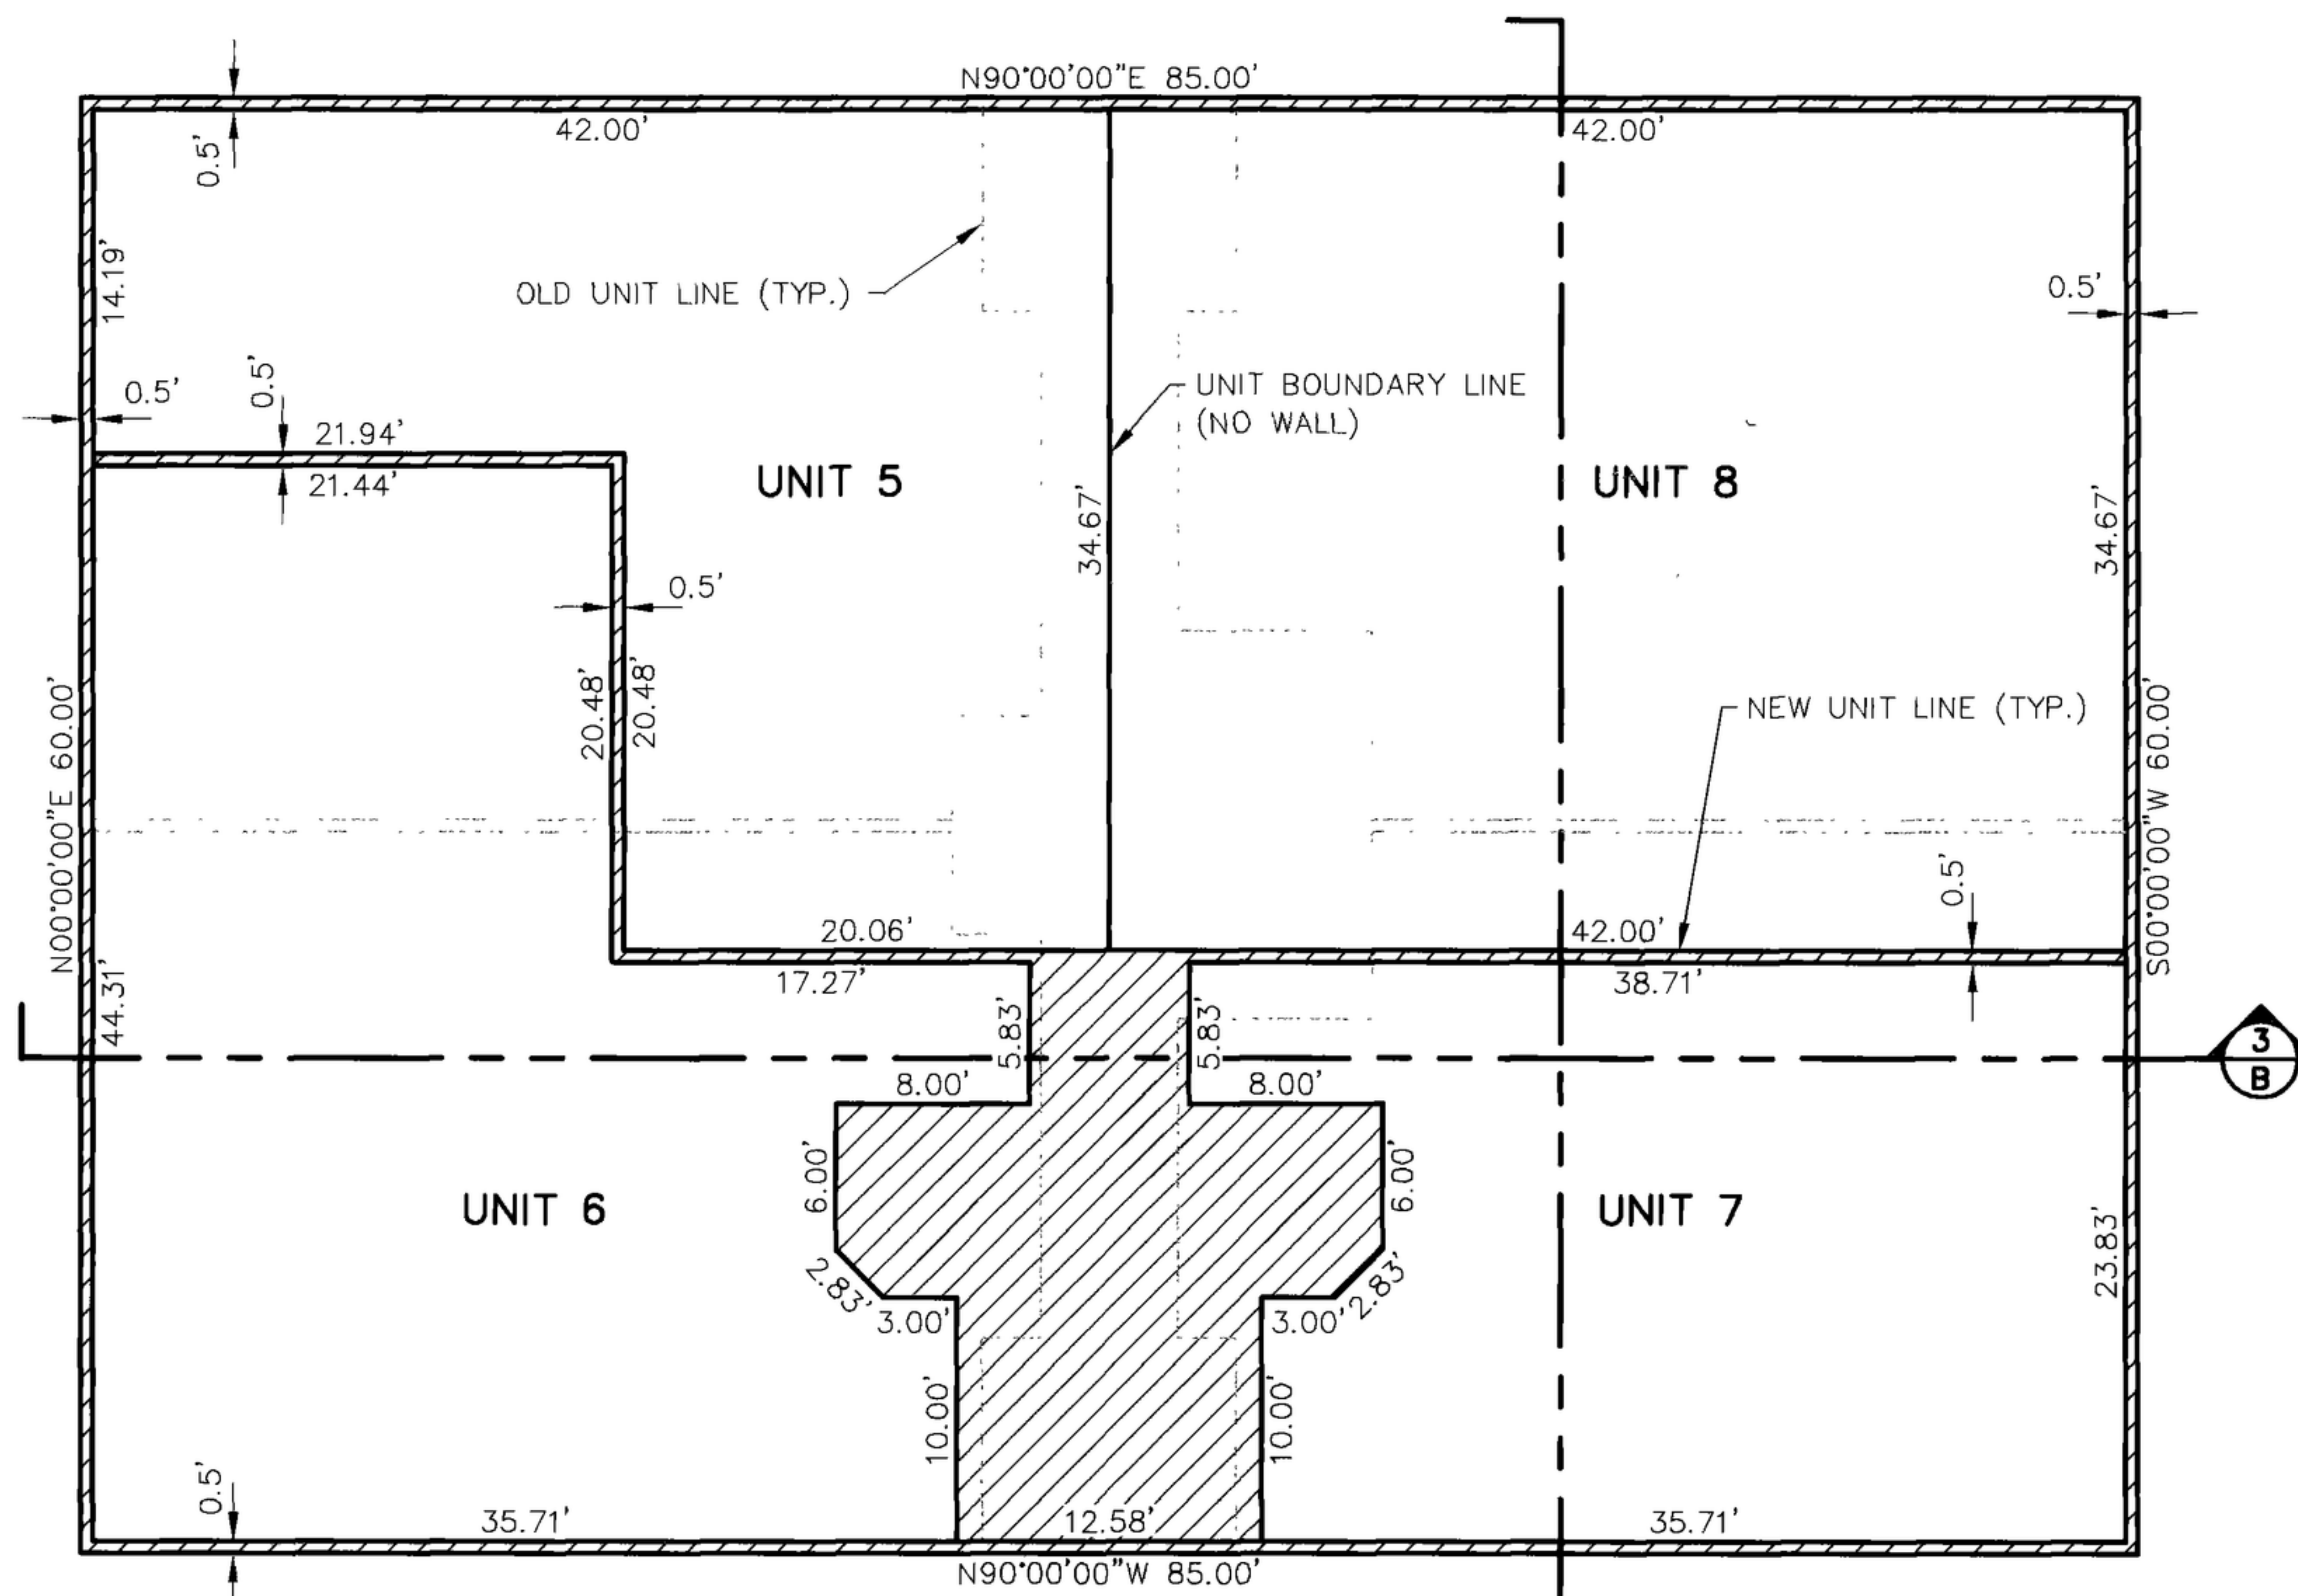 N90°00'00"E 85.00'
42.00'
42.00'
0.5'
14.19'
OLD UNIT LINE (TYP.)
0.5'
0.5'
0.5'
UNIT BOUNDARY LINE
(NO WALL)
21.94'
21.44'
UNIT 5
UNIT 8
34.67'
34.67'
0.5'
20.48'
20.48'
N00°00'00"E 60.00'
NEW UNIT LINE (TYP.)
S00°00'00"W 60.00'
0.5'
20.06'
42.00'
17.27'
38.71'
44.31'
5.83'
5.83'
3
B
8.00'
8.00'
6.00'
6.00'
UNIT 6
UNIT 7
23.83'
2.83'
2.83'
3.00'
3.00'
10.00'
10.00'
0.5'
35.71'
12.58'
35.71'
N90°00'00"W 85.00'